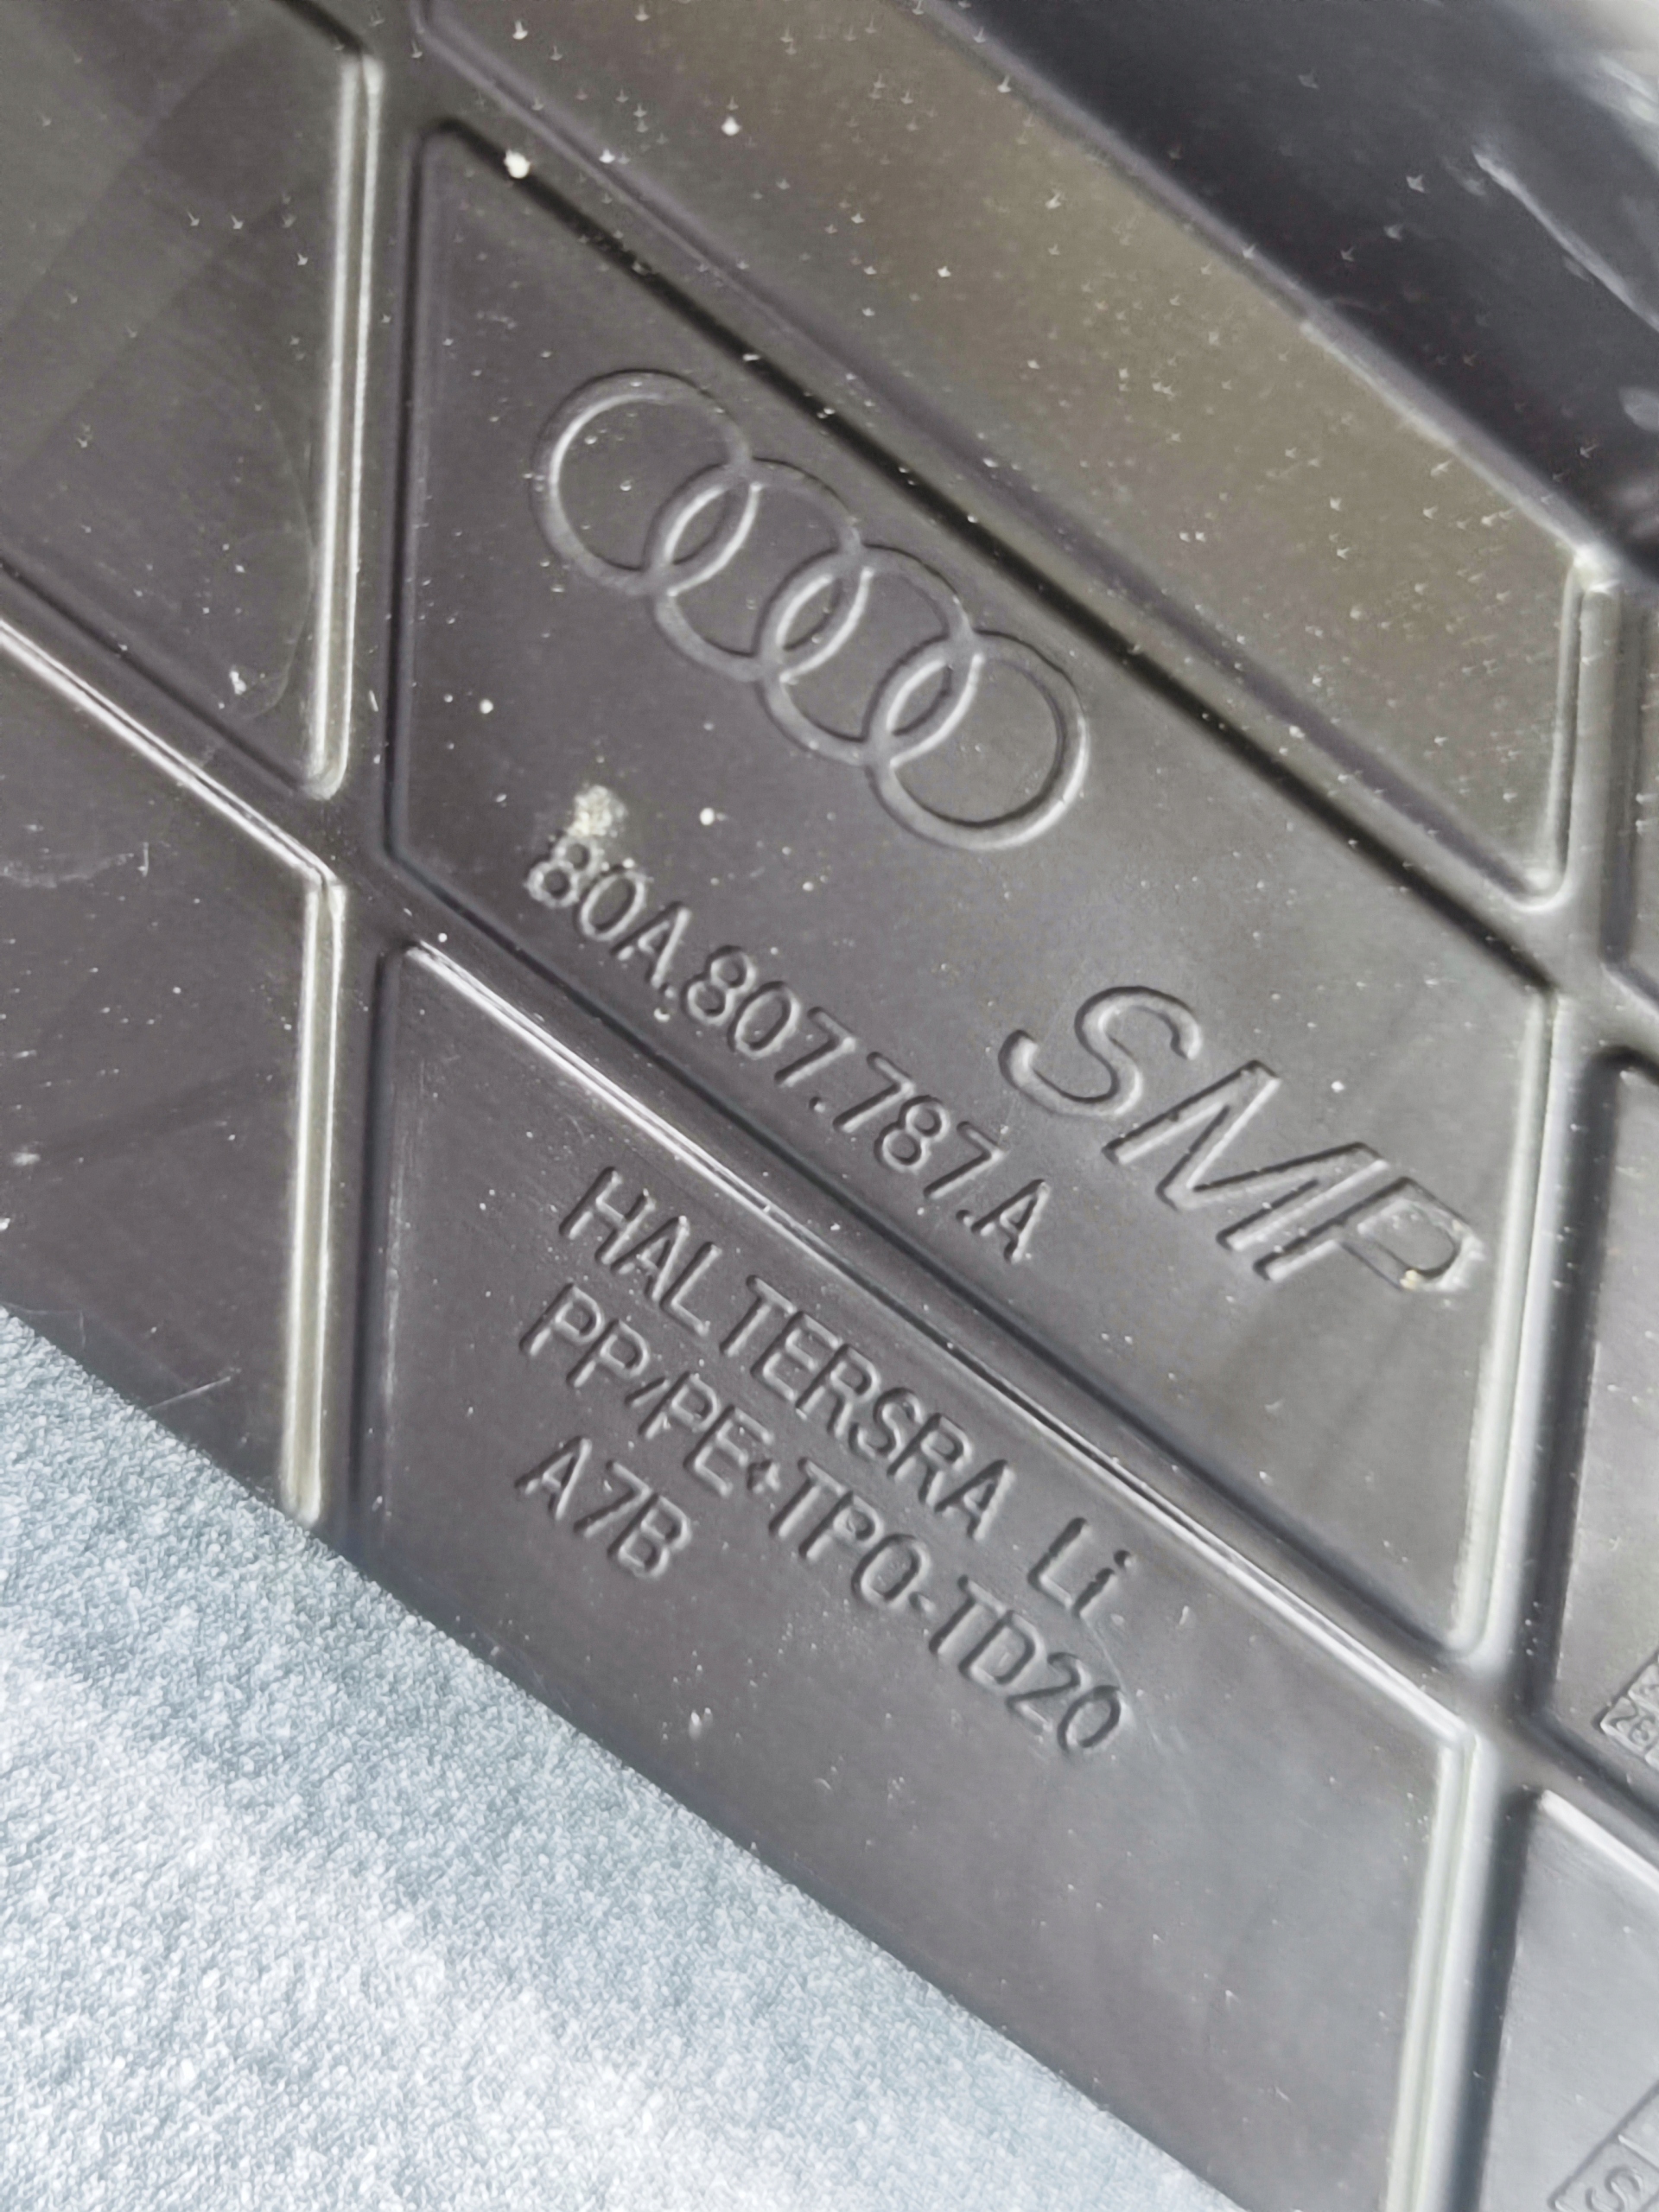 SMP
80A.807.787.A
HALTERSRA Li
PP/PE+TPO-TD20
A7B